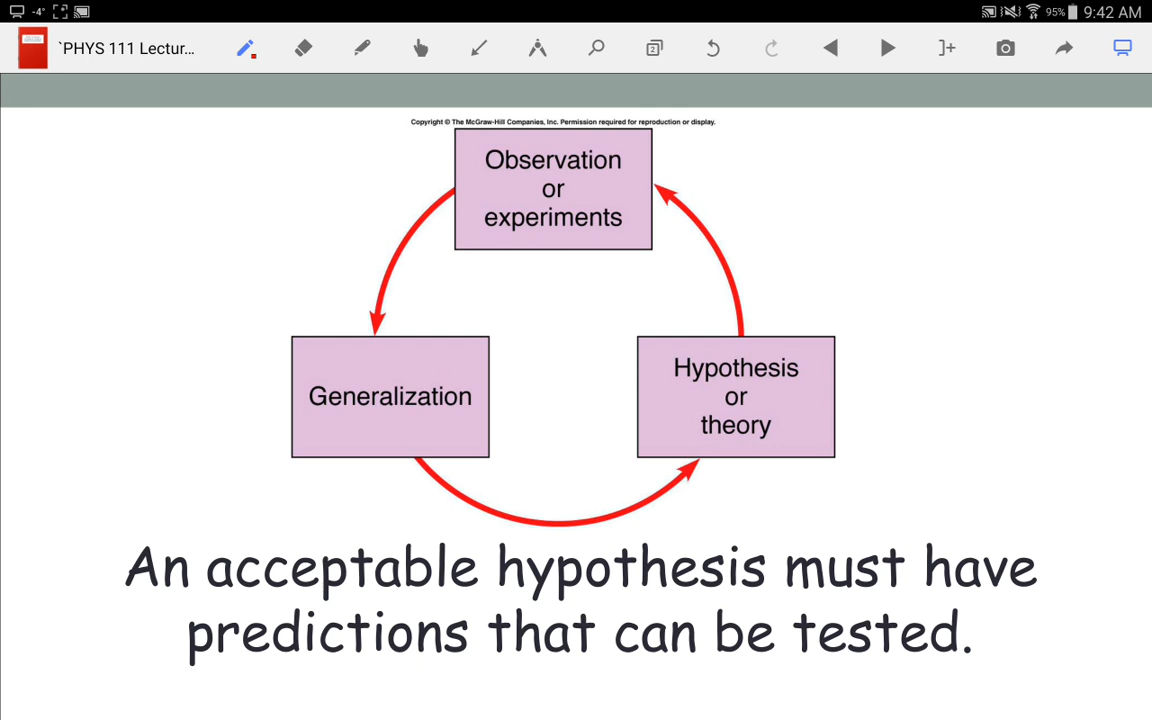 -4°
95%
9:42 AM
`PHYS 111 Lectur...
2
Copyright © The McGraw-Hill Companies, Inc. Permission required for reproduction or display.
Observation
or
experiments
Generalization
Hypothesis
or
theory
An acceptable hypothesis must have
predictions that can be tested.